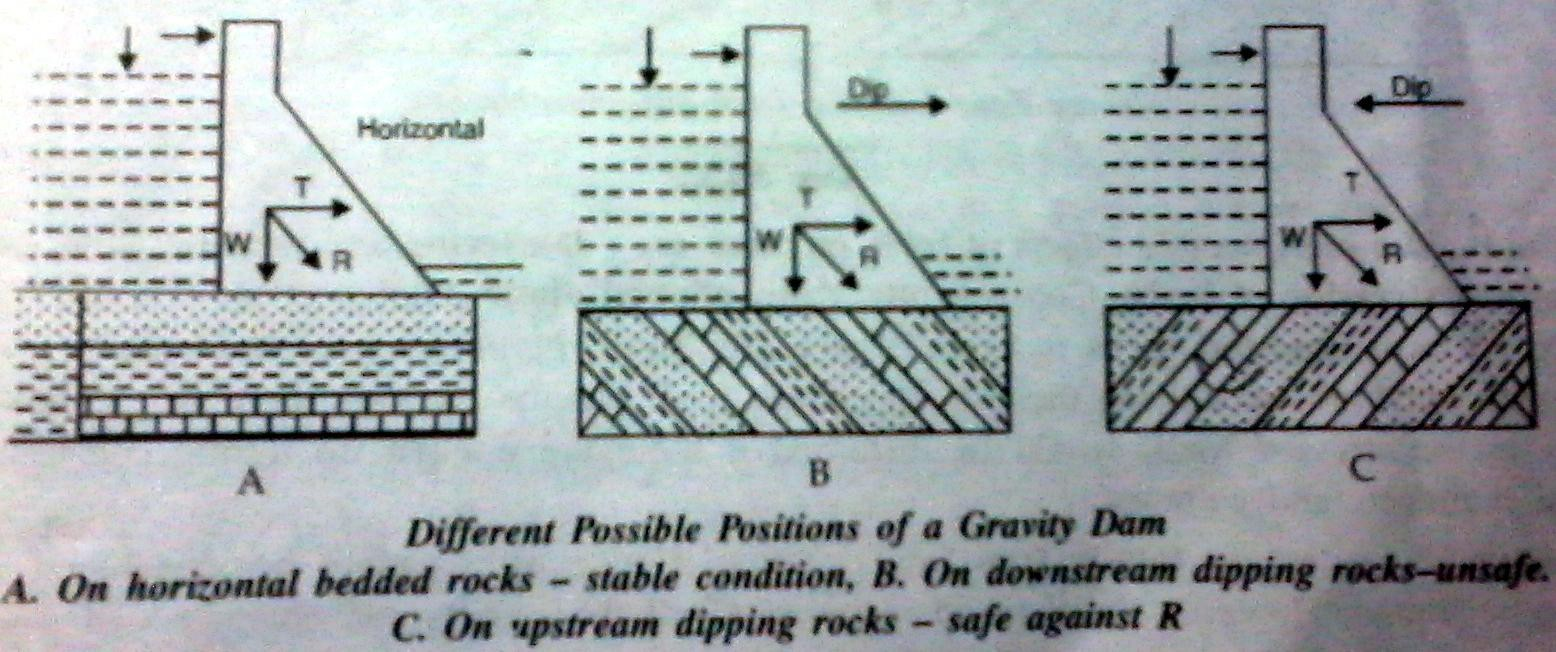 Horizontal
T
W
R
A
Dip
T
W
R
B
Dip
T
W
R
C
Different Possible Positions of a Gravity Dam
A. On horizontal bedded rocks – stable condition, B. On downstream dipping rocks–unsafe.
C. On upstream dipping rocks – safe against R